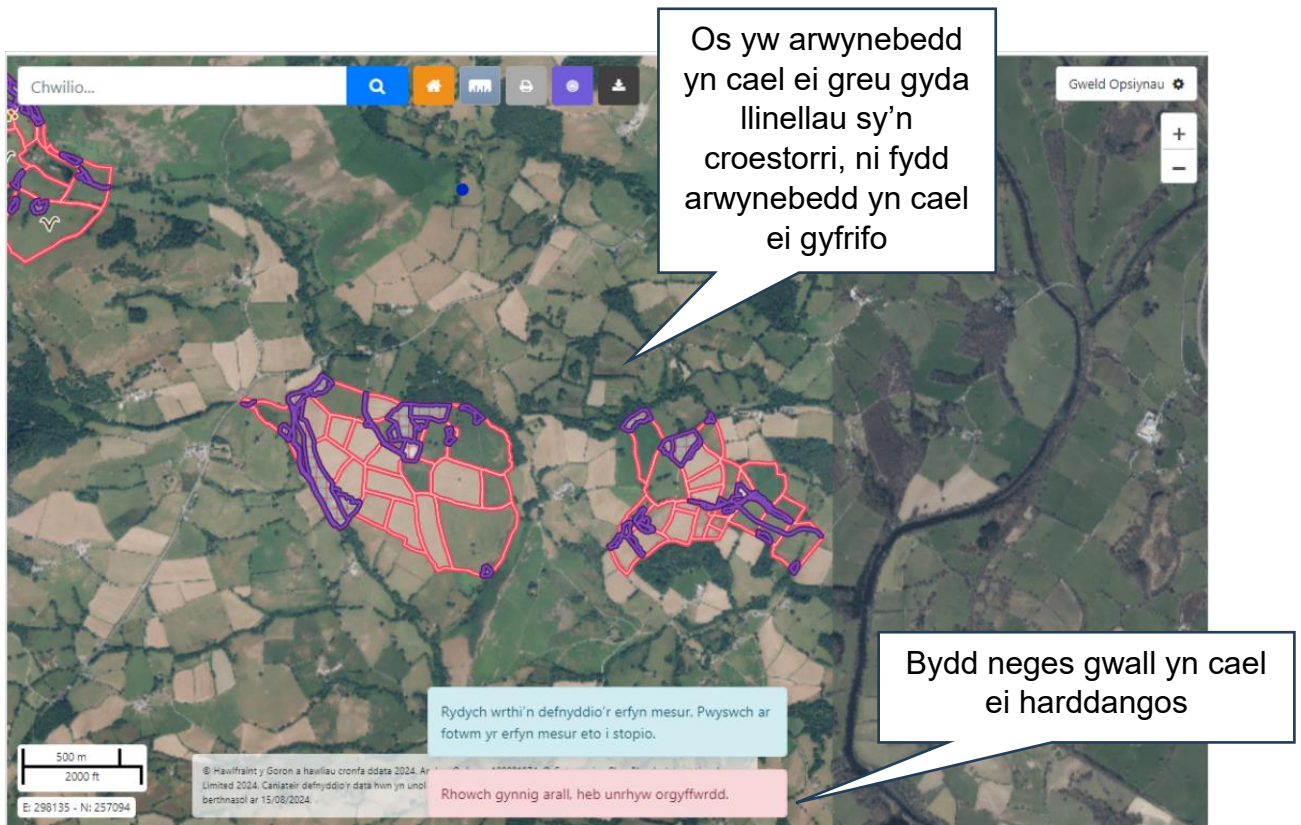 Os yw arwynebedd
yn cael ei greu gyda
llinellau sy'n
croestorri, ni fydd
arwynebedd yn cael
ei gyfrifo
Chwilio...
Gweld Opsiynau
+
−
Bydd neges gwall yn cael
ei harddangos
Rydych wrthi'n defnyddio'r erfyn mesur. Pwyswch ar
fotwm yr erfyn mesur eto i stopio.
500 m
2000 ft
© Hawlfraint y Goron a hawliau cronfa ddata 2024.
Limited 2024. Caniateir defnyddio'r data hwn yn unol
berthnasol ar 15/08/2024.
Rhowch gynnig arall, heb unrhyw orgyffwrdd.
E: 298135 - N: 257094